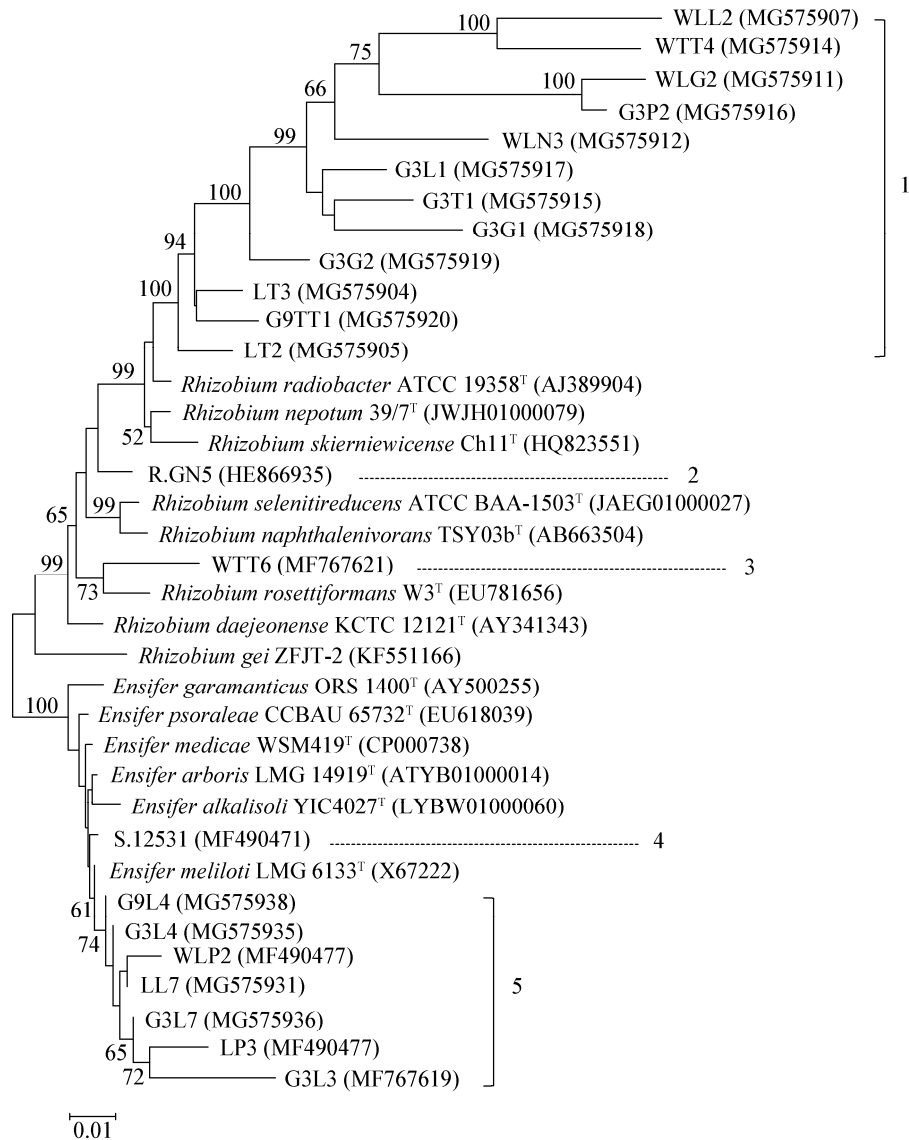 100
WLL2 (MG575907)
WTT4 (MG575914)
75
100
WLG2 (MG575911)
G3P2 (MG575916)
66
WLN3 (MG575912)
99
G3L1 (MG575917)
G3T1 (MG575915)
G3G1 (MG575918)
1
100
G3G2 (MG575919)
94
LT3 (MG575904)
G9TT1 (MG575920)
100
LT2 (MG575905)
99
Rhizobium radiobacter ATCC 19358T (AJ389904)
Rhizobium nepotum 39/7T (JWJH01000079)
52
Rhizobium skierniewicense Ch11T (HQ823551)
R.GN5 (HE866935) 2
99
Rhizobium selenitireducens ATCC BAA-1503T (JAEG01000027)
65
Rhizobium naphthalenivorans TSY03bT (AB663504)
99
WTT6 (MF767621) 3
73
Rhizobium rosettiformans W3T (EU781656)
Rhizobium daejeonense KCTC 12121T (AY341343)
Rhizobium gei ZFJT-2 (KF551166)
Ensifer garamanticus ORS 1400T (AY500255)
100
Ensifer psoraleae CCBAU 65732T (EU618039)
Ensifer medicae WSM419T (CP000738)
Ensifer arboris LMG 14919T (ATYB01000014)
Ensifer alkalisoli YIC4027T (LYBW01000060)
S.12531 (MF490471) 4
Ensifer meliloti LMG 6133T (X67222)
61
G9L4 (MG575938)
74
G3L4 (MG575935)
WLP2 (MF490477)
LL7 (MG575931)
5
G3L7 (MG575936)
65
LP3 (MF490477)
72
G3L3 (MF767619)
0.01